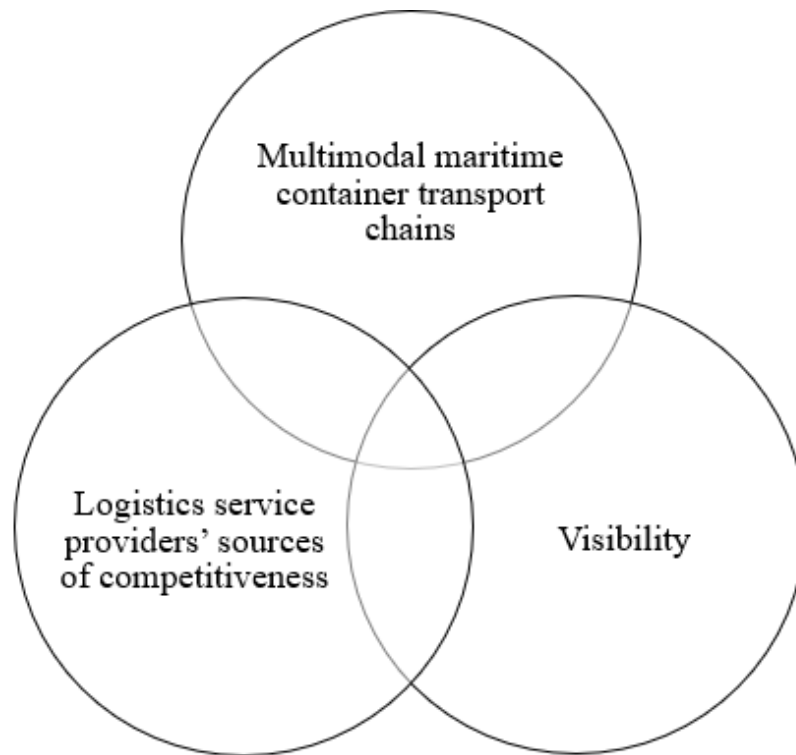 Multimodal maritime
container transport
chains
Logistics service
providers’ sources
of competitiveness
Visibility